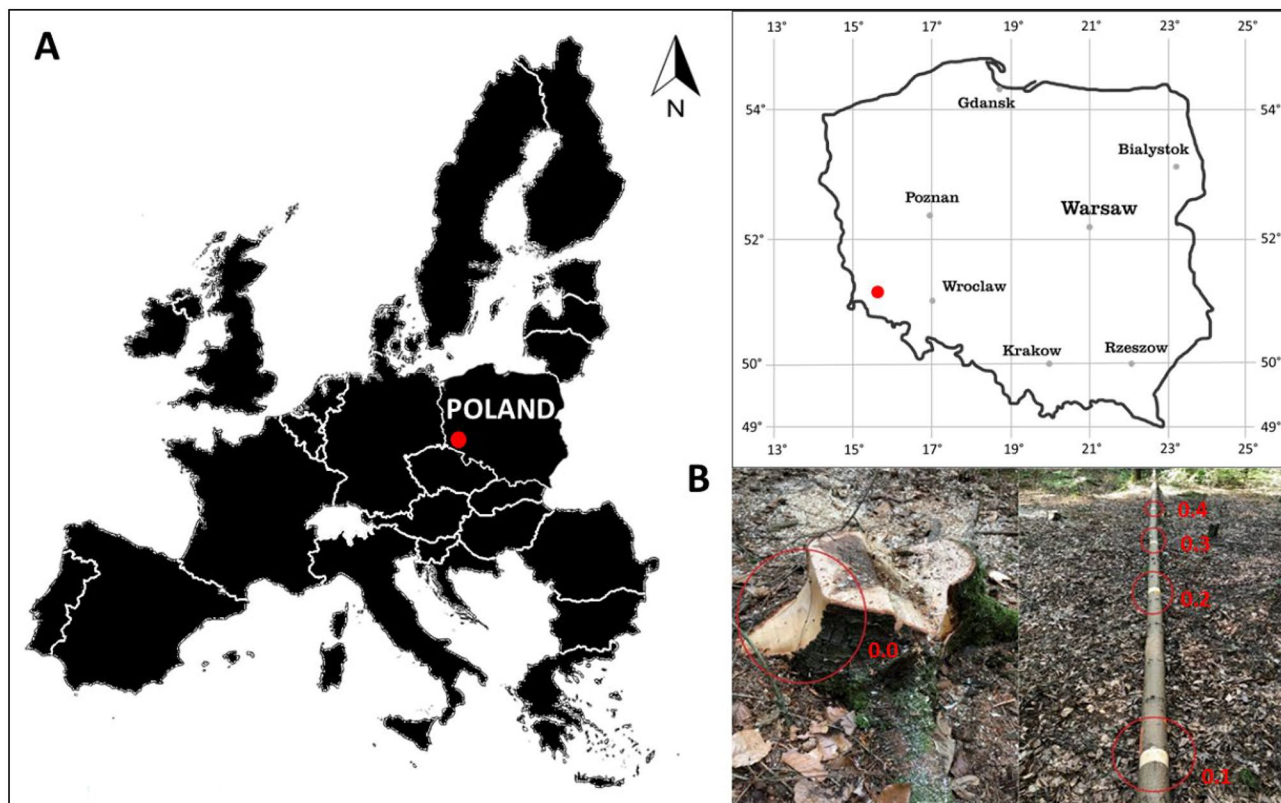 A
N
POLAND
13° 15° 17° 19° 21° 23° 25°
54° 54°
Gdansk
Bialystok
Poznan
Warsaw
52° 52°
Wroclaw
Krakow Rzeszow
50° 50°
49° 49°
13° 15° 17° 19° 21° 23° 25°
B
0.0
0.4
0.3
0.2
0.1